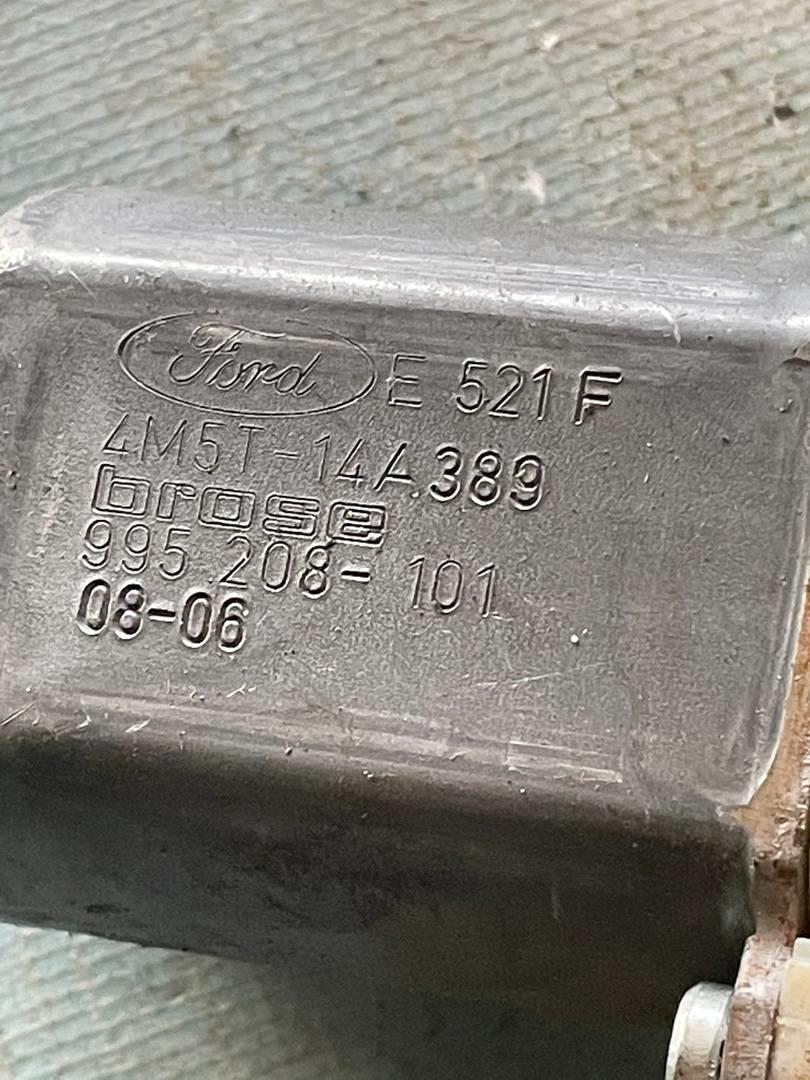 Ford E 521 F
4M5T-14A389
brose
995 208- 101
08-06